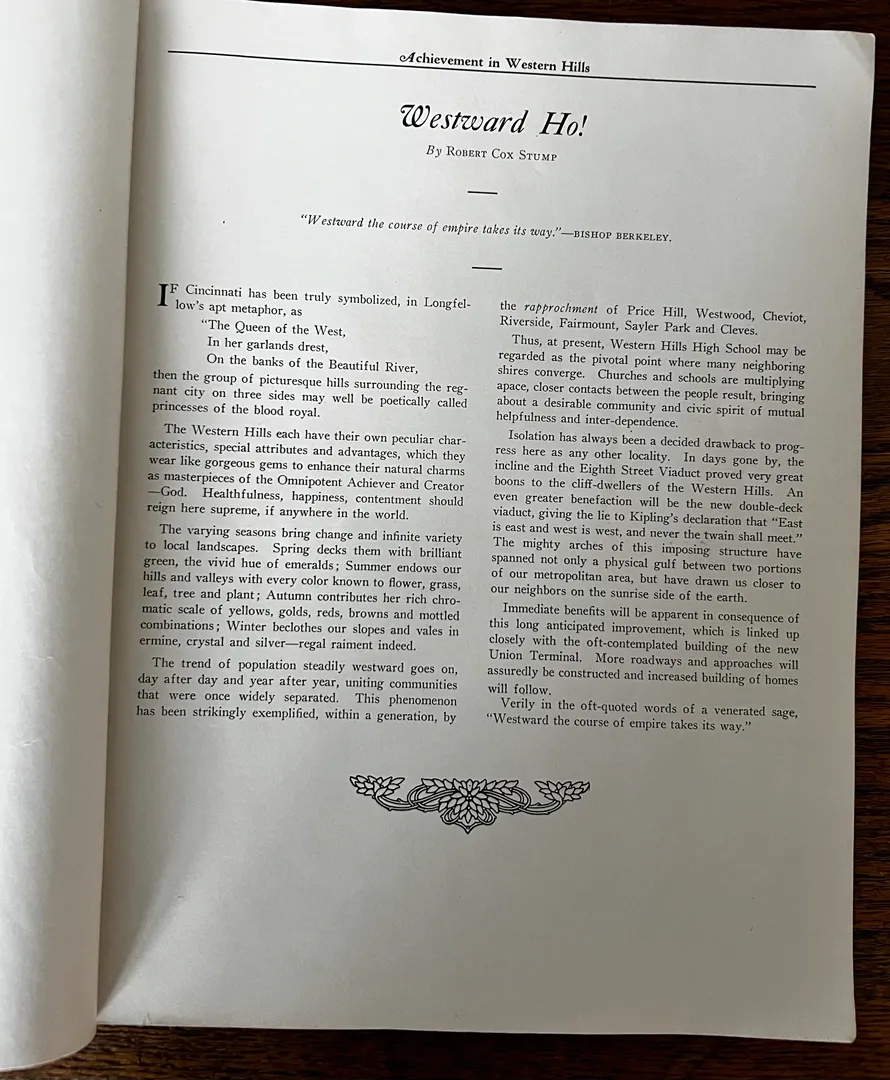 Achievement in Western Hills
Westward Ho!
By ROBERT COX STUMP
"Westward the course of empire takes its way."—BISHOP BERKELEY.
IF Cincinnati has been truly symbolized, in Longfel-
low's apt metaphor, as
"The Queen of the West,
In her garlands drest,
On the banks of the Beautiful River,
then the group of picturesque hills surrounding the reg-
nant city on three sides may well be poetically called
princesses of the blood royal.
The Western Hills each have their own peculiar char-
acteristics, special attributes and advantages, which they
wear like gorgeous gems to enhance their natural charms
as masterpieces of the Omnipotent Achiever and Creator
—God. Healthfulness, happiness, contentment should
reign here supreme, if anywhere in the world.
The varying seasons bring change and infinite variety
to local landscapes. Spring decks them with brilliant
green, the vivid hue of emeralds; Summer endows our
hills and valleys with every color known to flower, grass,
leaf, tree and plant; Autumn contributes her rich chro-
matic scale of yellows, golds, reds, browns and mottled
combinations; Winter beclothes our slopes and vales in
ermine, crystal and silver—regal raiment indeed.
The trend of population steadily westward goes on,
day after day and year after year, uniting communities
that were once widely separated. This phenomenon
has been strikingly exemplified, within a generation, by
the rapprochment of Price Hill, Westwood, Cheviot,
Riverside, Fairmount, Sayler Park and Cleves.
Thus, at present, Western Hills High School may be
regarded as the pivotal point where many neighboring
shires converge. Churches and schools are multiplying
apace, closer contacts between the people result, bringing
about a desirable community and civic spirit of mutual
helpfulness and inter-dependence.
Isolation has always been a decided drawback to prog-
ress here as any other locality. In days gone by, the
incline and the Eighth Street Viaduct proved very great
boons to the cliff-dwellers of the Western Hills. An
even greater benefaction will be the new double-deck
viaduct, giving the lie to Kipling's declaration that "East
is east and west is west, and never the twain shall meet."
The mighty arches of this imposing structure have
spanned not only a physical gulf between two portions
of our metropolitan area, but have drawn us closer to
our neighbors on the sunrise side of the earth.
Immediate benefits will be apparent in consequence of
this long anticipated improvement, which is linked up
closely with the oft-contemplated building of the new
Union Terminal. More roadways and approaches will
assuredly be constructed and increased building of homes
will follow.
Verily in the oft-quoted words of a venerated sage,
"Westward the course of empire takes its way."